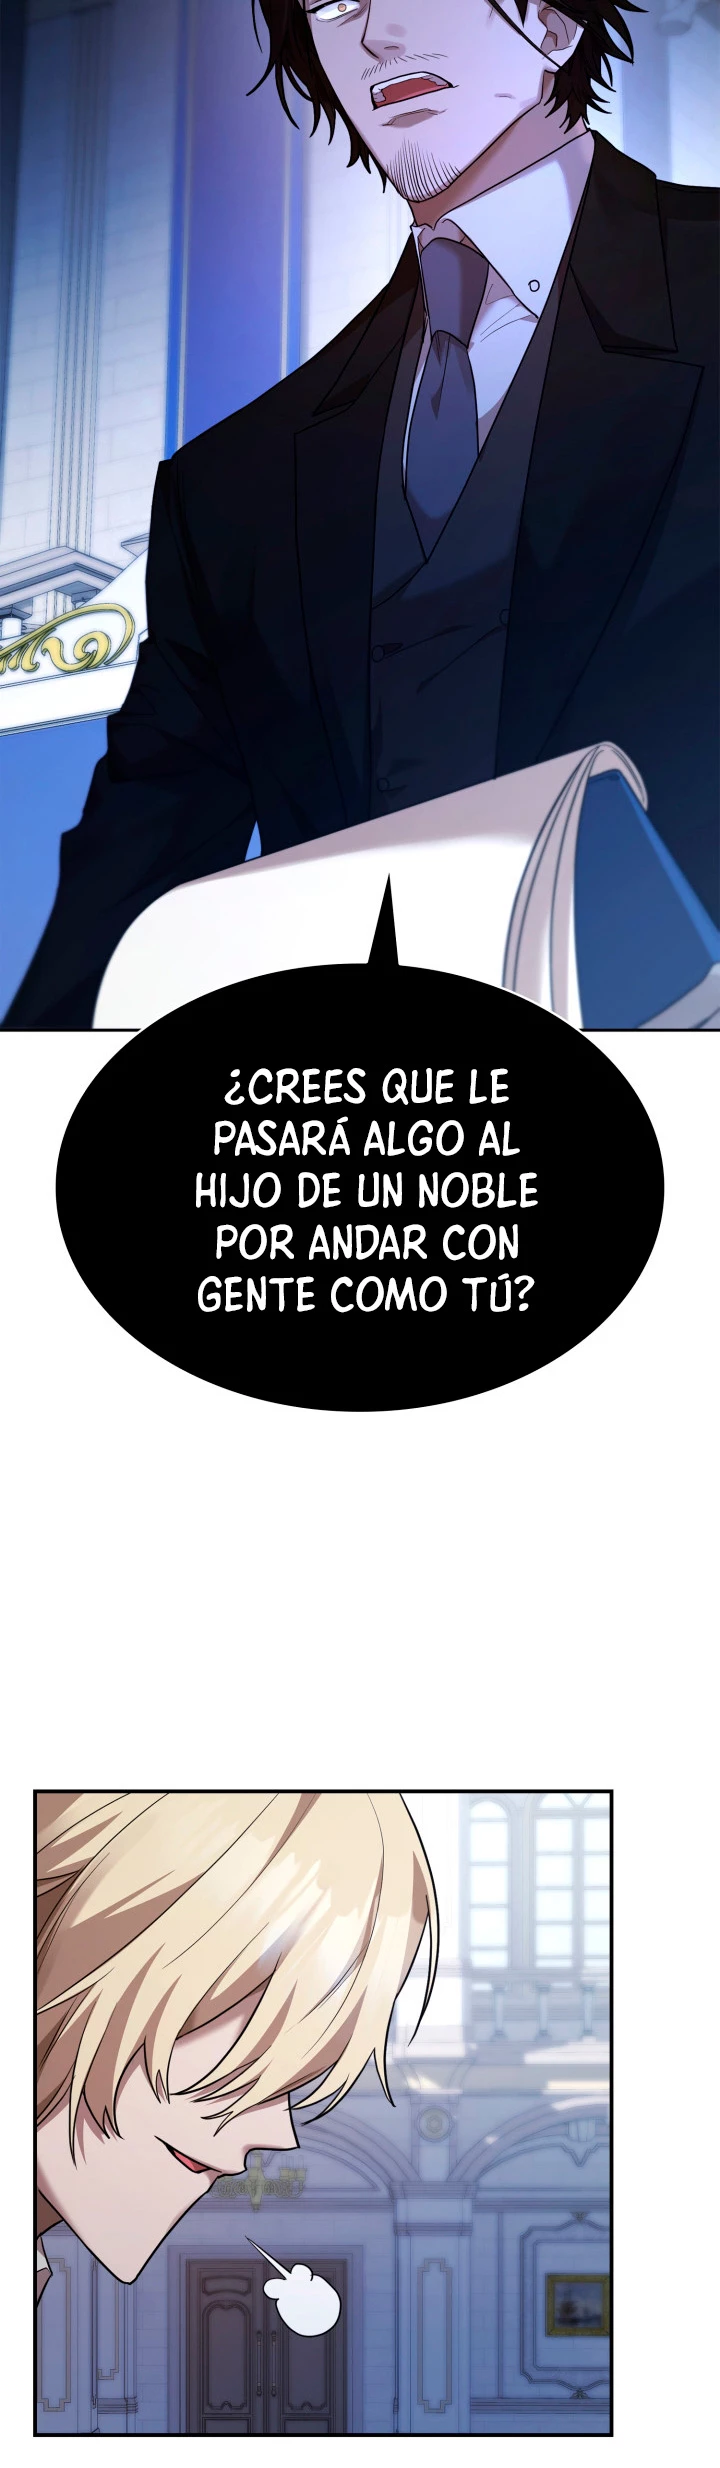 ¿CREES QUE LE
PASARÁ ALGO AL
HIJO DE UN NOBLE
POR ANDAR CON
GENTE COMO TÚ?